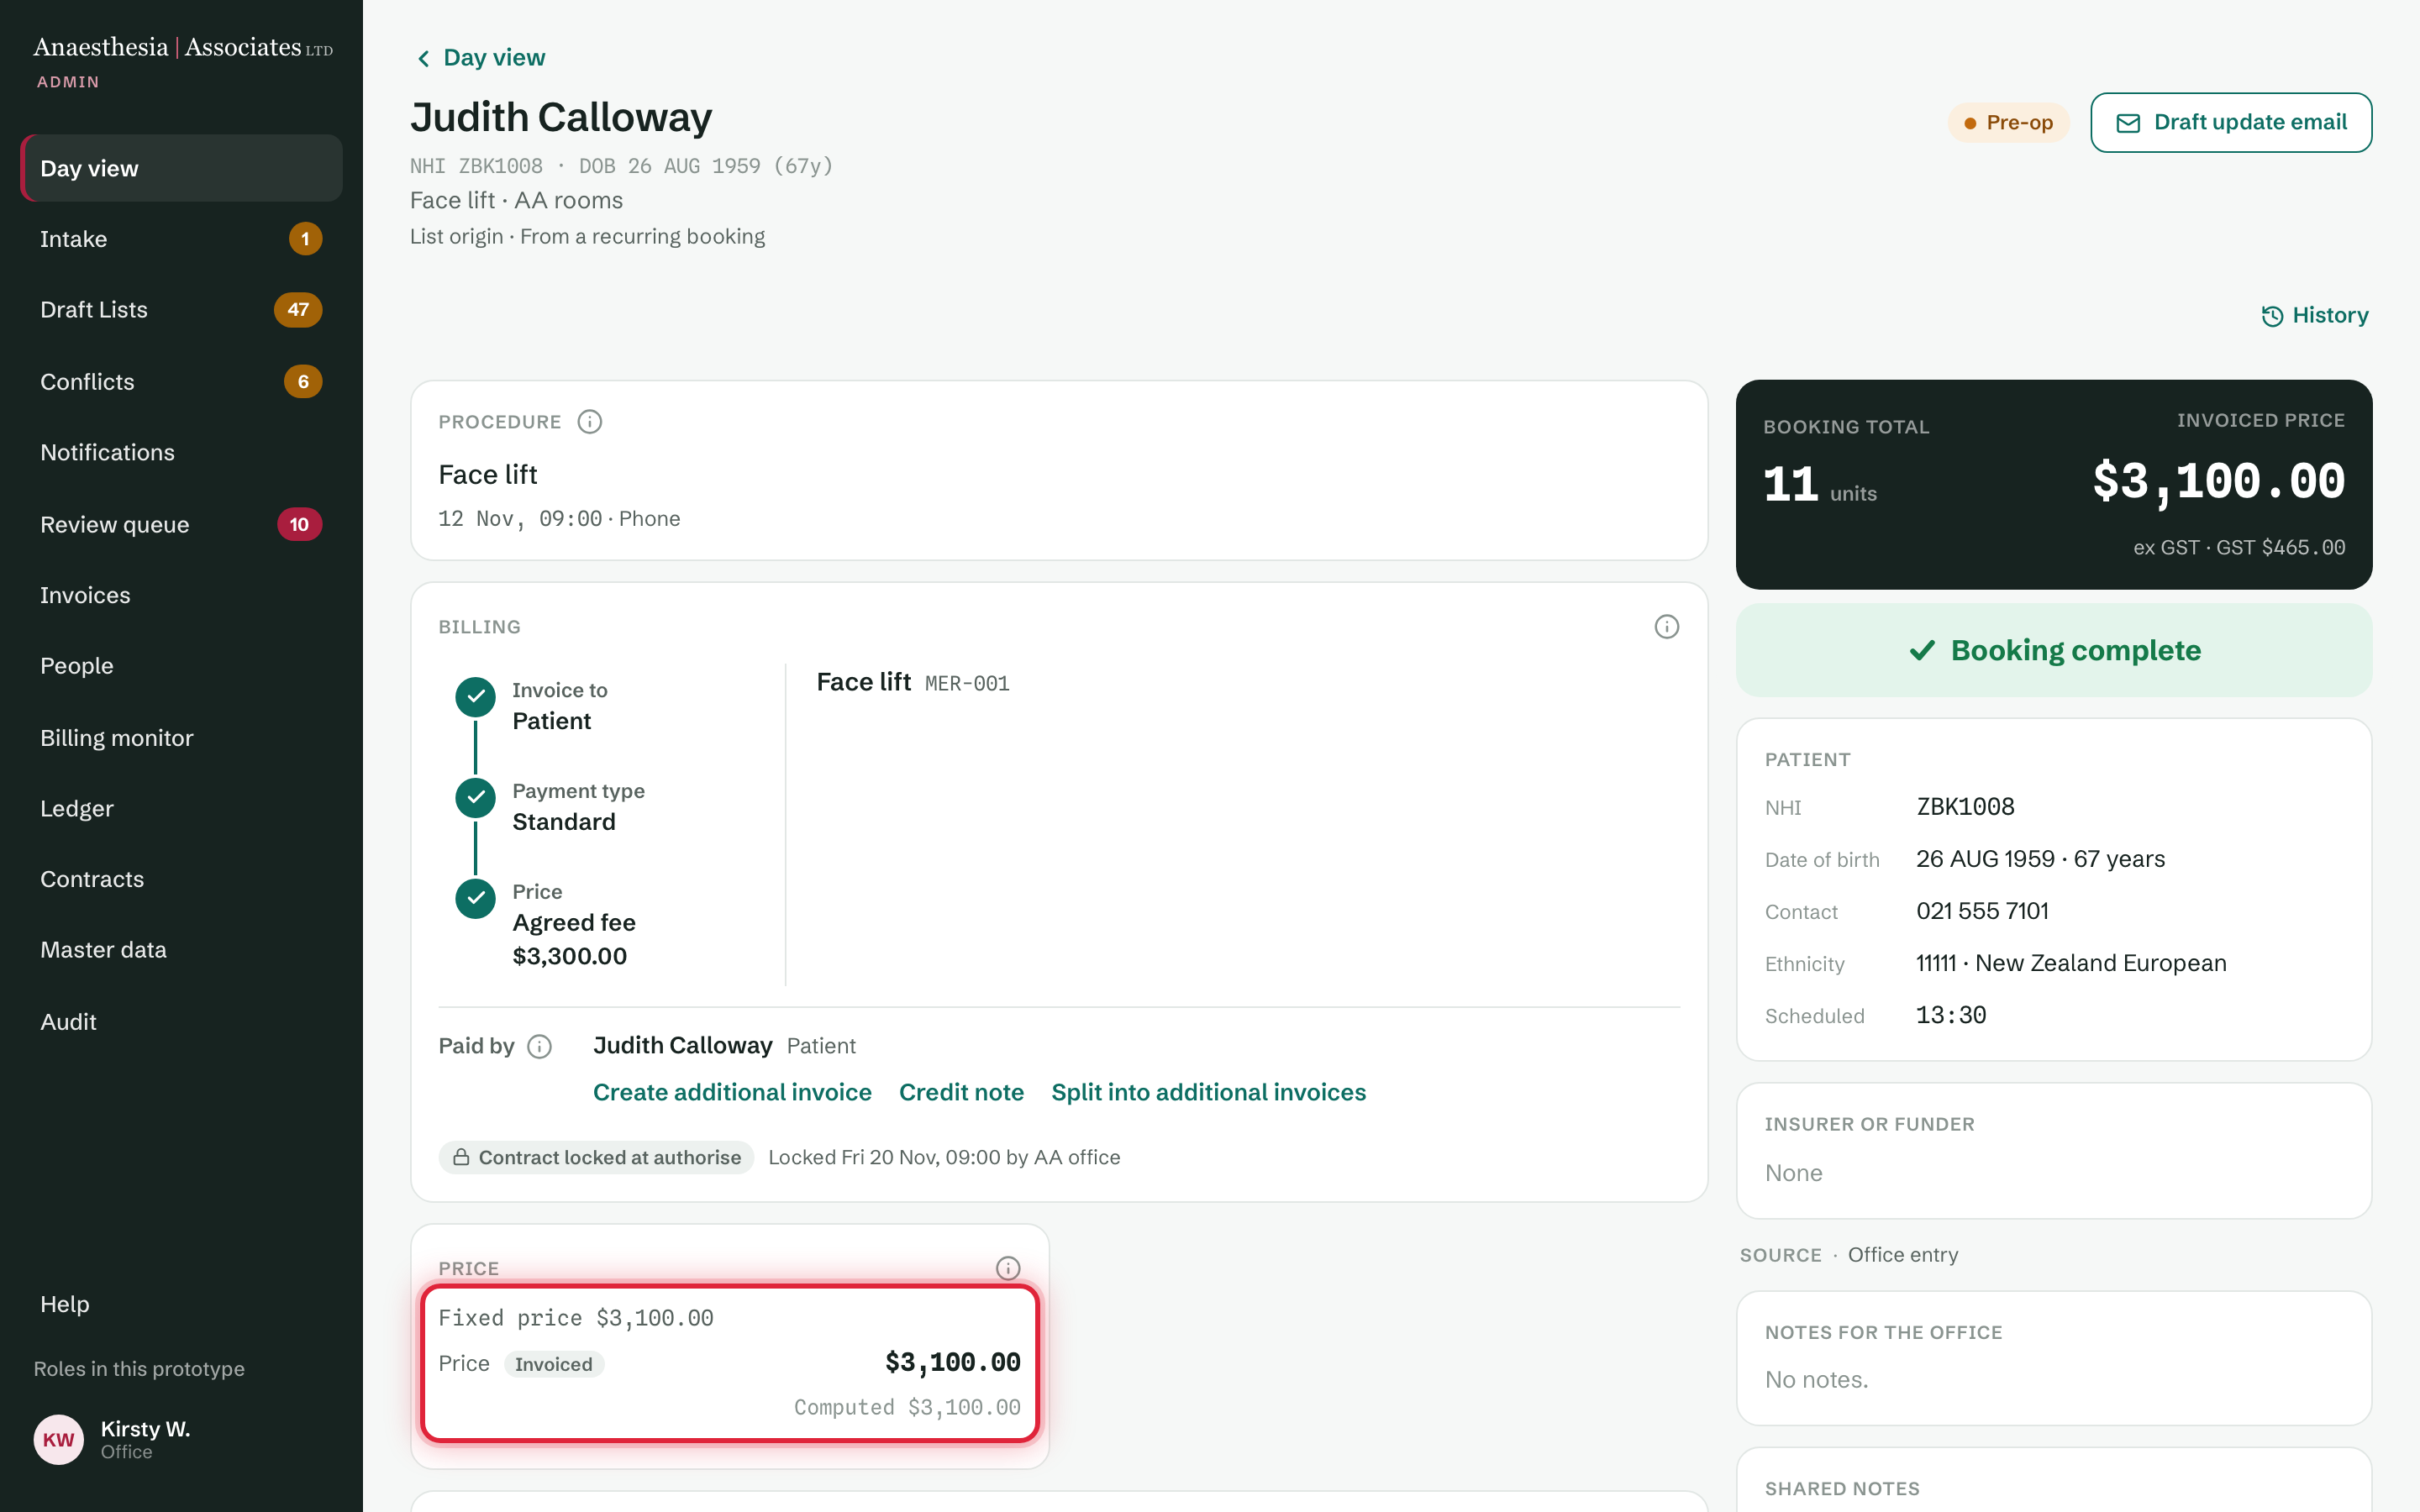 Anaesthesia | Associates LTD
ADMIN
Day view
Intake 1
Draft Lists 47
Conflicts 6
Notifications
Review queue 10
Invoices
People
Billing monitor
Ledger
Contracts
Master data
Audit
Help
Roles in this prototype
KW
Kirsty W.
Office
Day view
Judith Calloway
NHI ZBK1008 · DOB 26 AUG 1959 (67y)
Face lift · AA rooms
List origin · From a recurring booking
Pre-op
Draft update email
History
PROCEDURE
Face lift
12 Nov, 09:00 · Phone
BILLING
Invoice to
Patient
Payment type
Standard
Price
Agreed fee
$3,300.00
Face lift MER-001
Paid by Judith Calloway Patient
Create additional invoice Credit note Split into additional invoices
Contract locked at authorise Locked Fri 20 Nov, 09:00 by AA office
PRICE
Fixed price $3,100.00
Price Invoiced $3,100.00
Computed $3,100.00
BOOKING TOTAL
11 units
INVOICED PRICE
$3,100.00
ex GST · GST $465.00
Booking complete
PATIENT
NHI ZBK1008
Date of birth 26 AUG 1959 · 67 years
Contact 021 555 7101
Ethnicity 11111 · New Zealand European
Scheduled 13:30
INSURER OR FUNDER
None
SOURCE · Office entry
NOTES FOR THE OFFICE
No notes.
SHARED NOTES